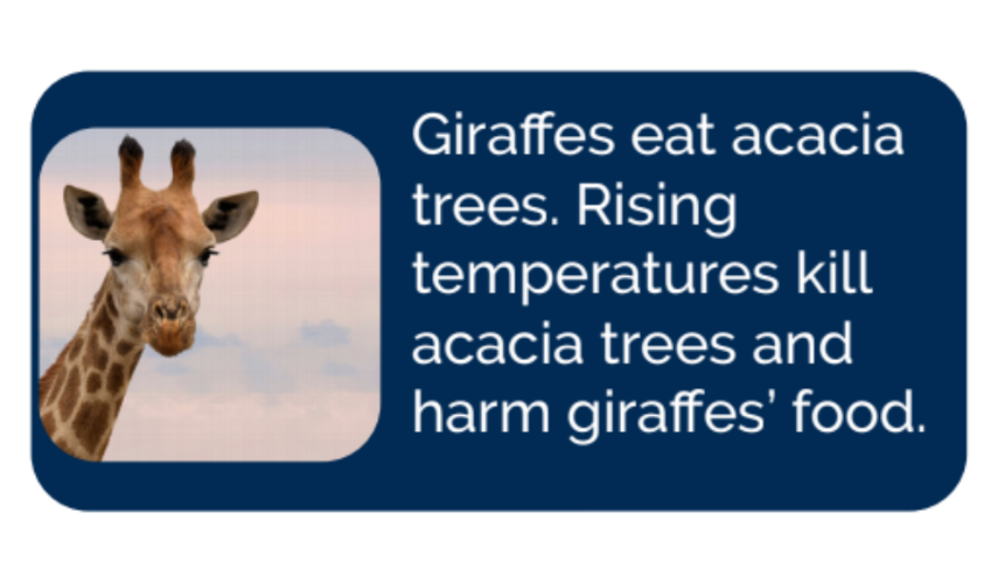 Giraffes eat acacia
trees. Rising
temperatures kill
acacia trees and
harm giraffes’ food.